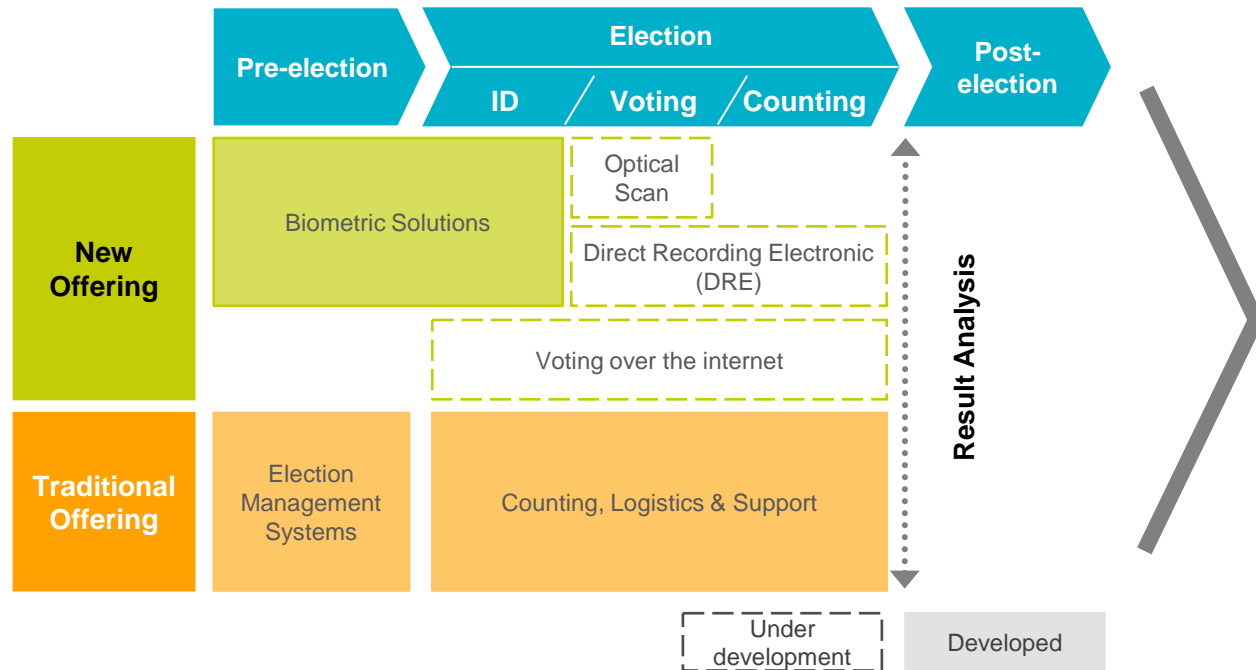 Pre-election
Election
ID
Voting
Counting
Post-
election
New
Offering
Biometric Solutions
Optical
Scan
Direct Recording Electronic
(DRE)
Voting over the internet
Result Analysis
Traditional
Offering
Election
Management
Systems
Counting, Logistics & Support
Under
development
Developed